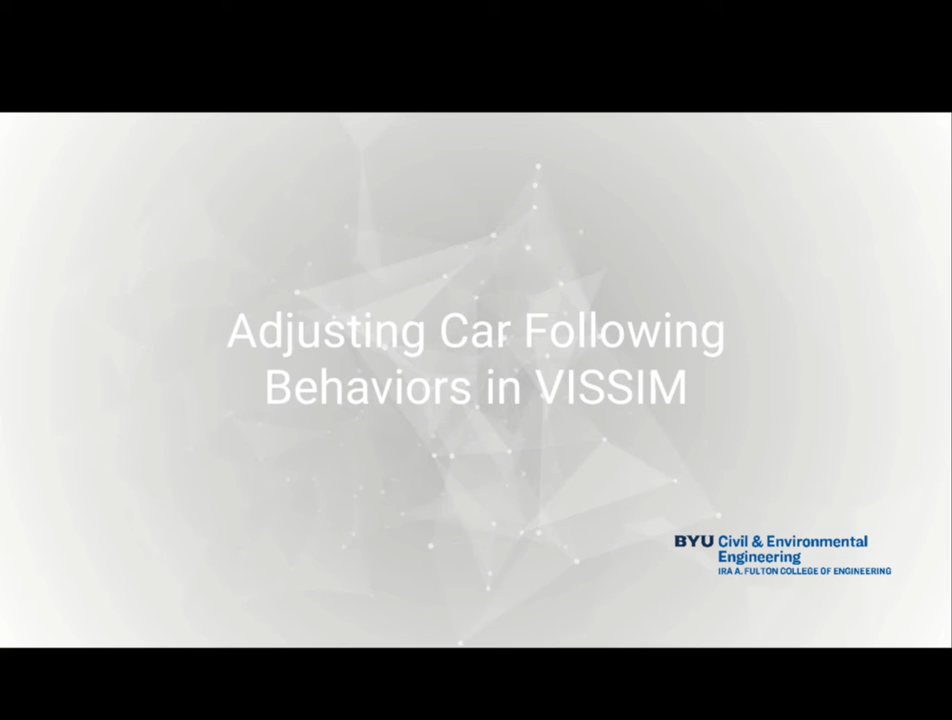 Adjusting Car Following
Behaviors in VISSIM
BYU Civil & Environmental
Engineering
IRA A. FULTON COLLEGE OF ENGINEERING